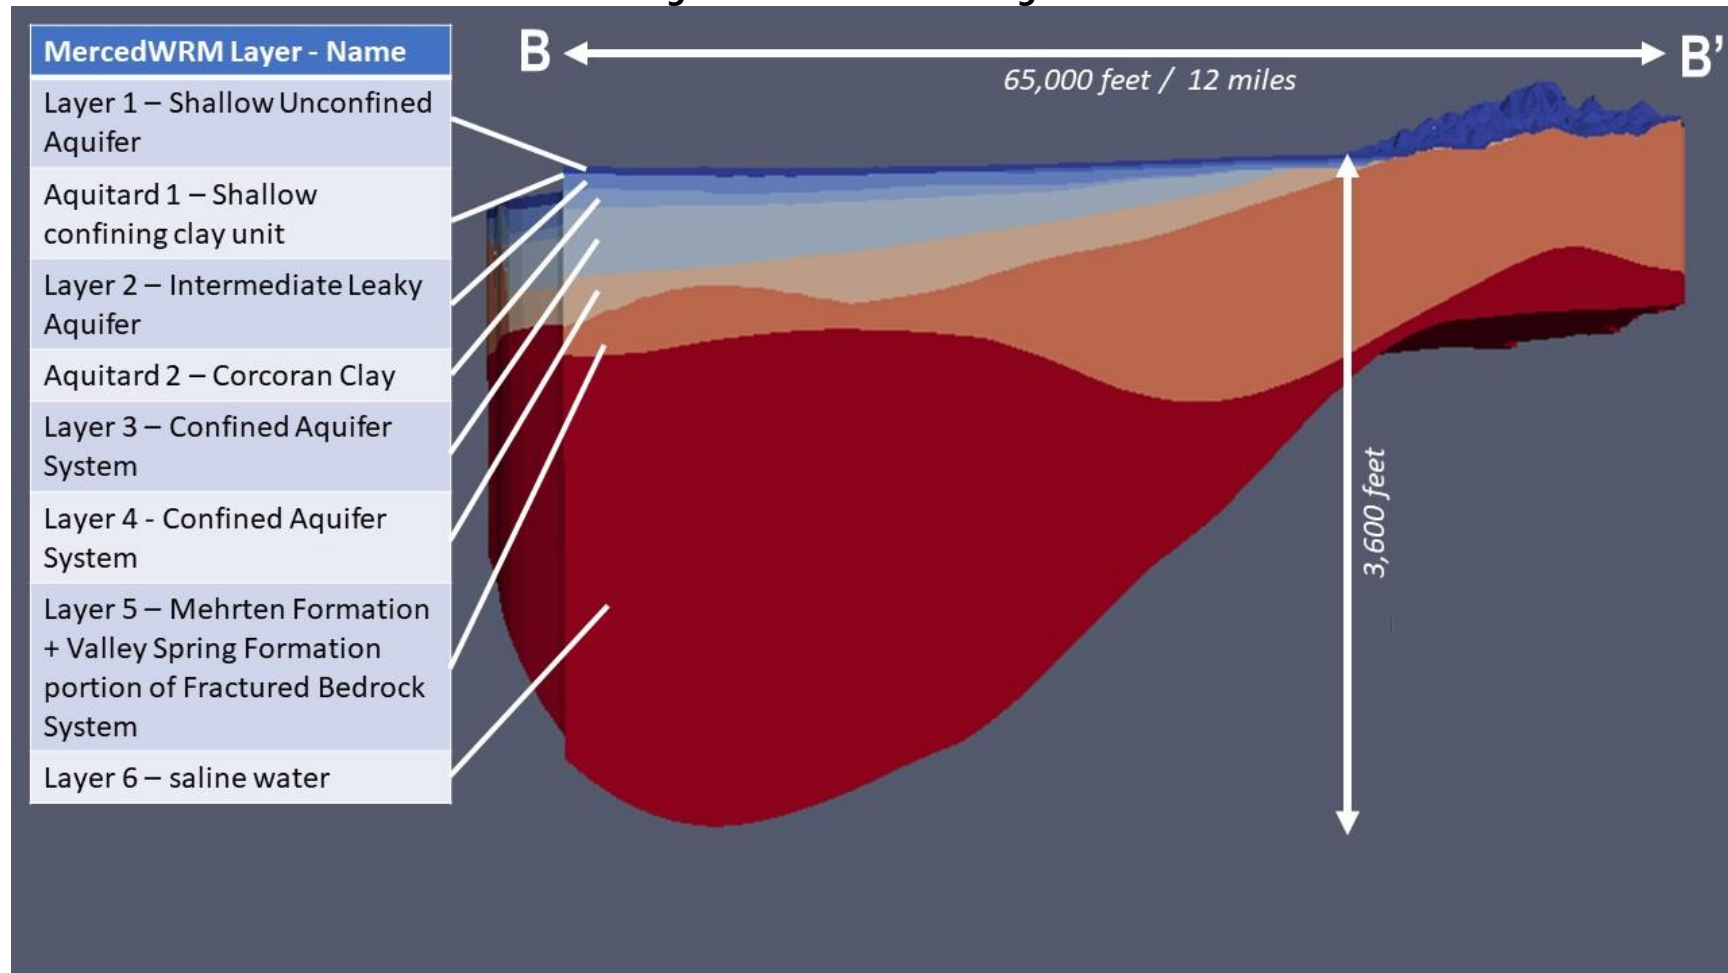 MercedWRM Layer - Name
Layer 1 – Shallow Unconfined
Aquifer
Aquitard 1 – Shallow
confining clay unit
Layer 2 – Intermediate Leaky
Aquifer
Aquitard 2 – Corcoran Clay
Layer 3 – Confined Aquifer
System
Layer 4 - Confined Aquifer
System
Layer 5 – Mehrten Formation
+ Valley Spring Formation
portion of Fractured Bedrock
System
Layer 6 – saline water
B
B’
65,000 feet / 12 miles
3,600 feet